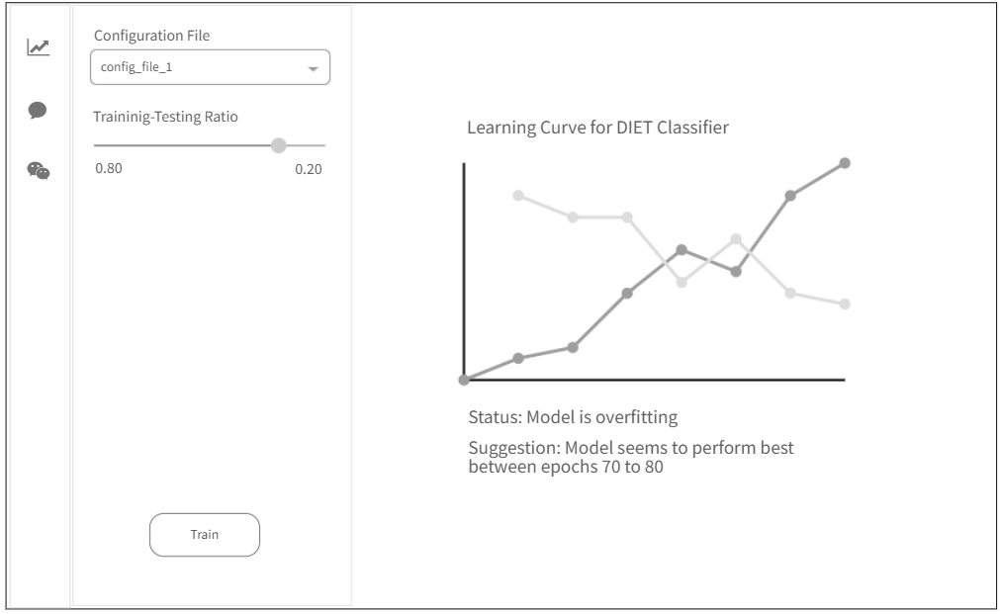 Configuration File
config_file_1
Traininig-Testing Ratio
0.80
0.20
Train
Learning Curve for DIET Classifier
Status: Model is overfitting
Suggestion: Model seems to perform best
between epochs 70 to 80